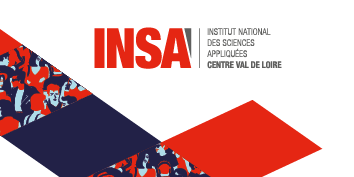 INSA
INSTITUT NATIONAL
DES SCIENCES
APPLIQUÉES
CENTRE VAL DE LOIRE